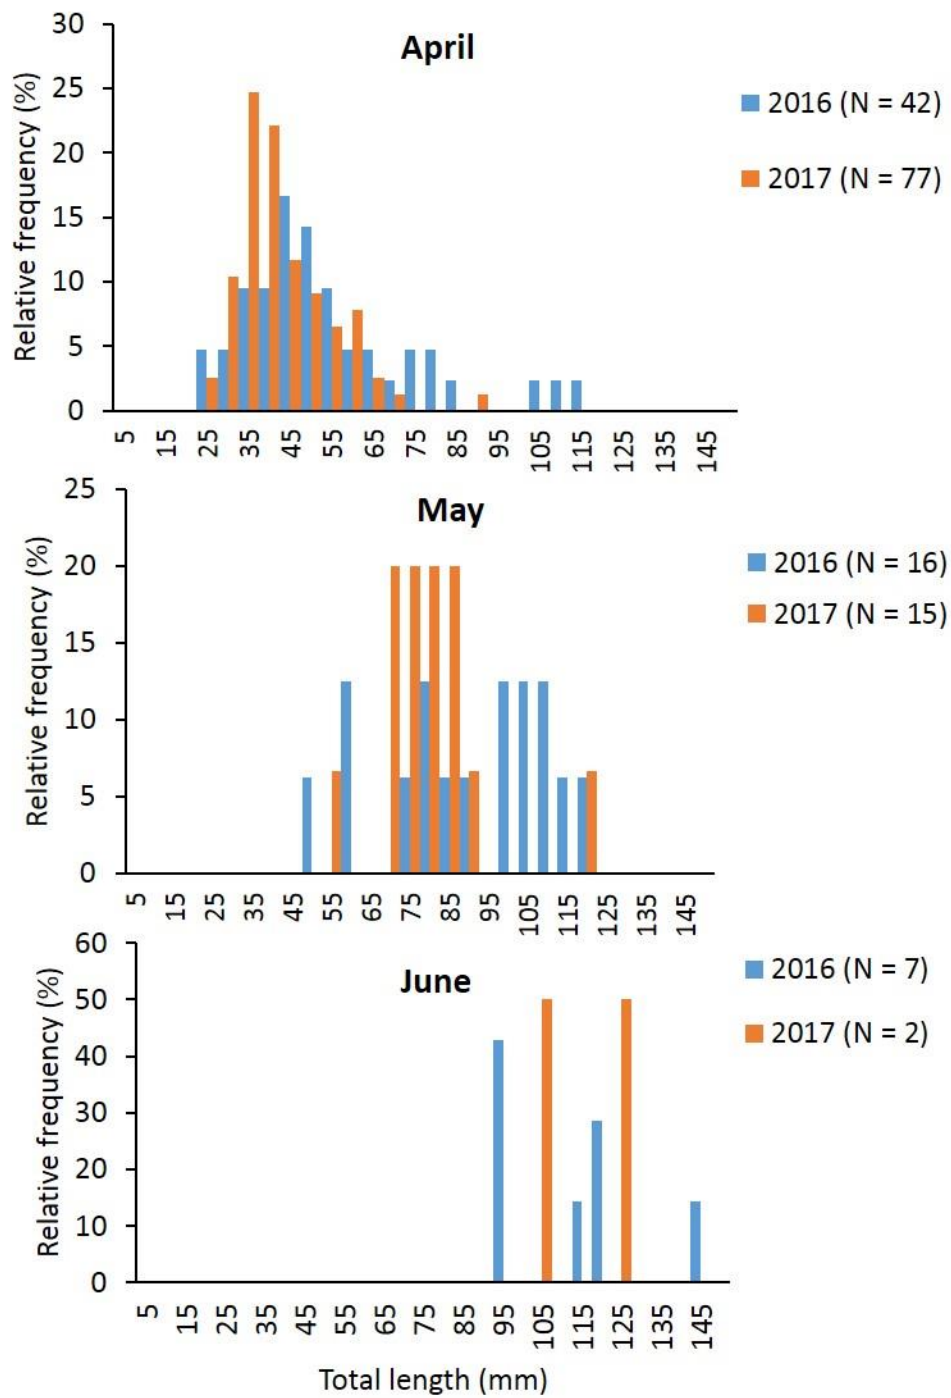 April
Relative frequency (%)
30
25
20
15
10
5
0
5 15 25 35 45 55 65 75 85 95 105 115 125 135 145
2016 (N = 42)
2017 (N = 77)
May
Relative frequency (%)
25
20
15
10
5
0
5 15 25 35 45 55 65 75 85 95 105 115 125 135 145
2016 (N = 16)
2017 (N = 15)
June
Relative frequency (%)
60
50
40
30
20
10
0
5 15 25 35 45 55 65 75 85 95 105 115 125 135 145
2016 (N = 7)
2017 (N = 2)
Total length (mm)